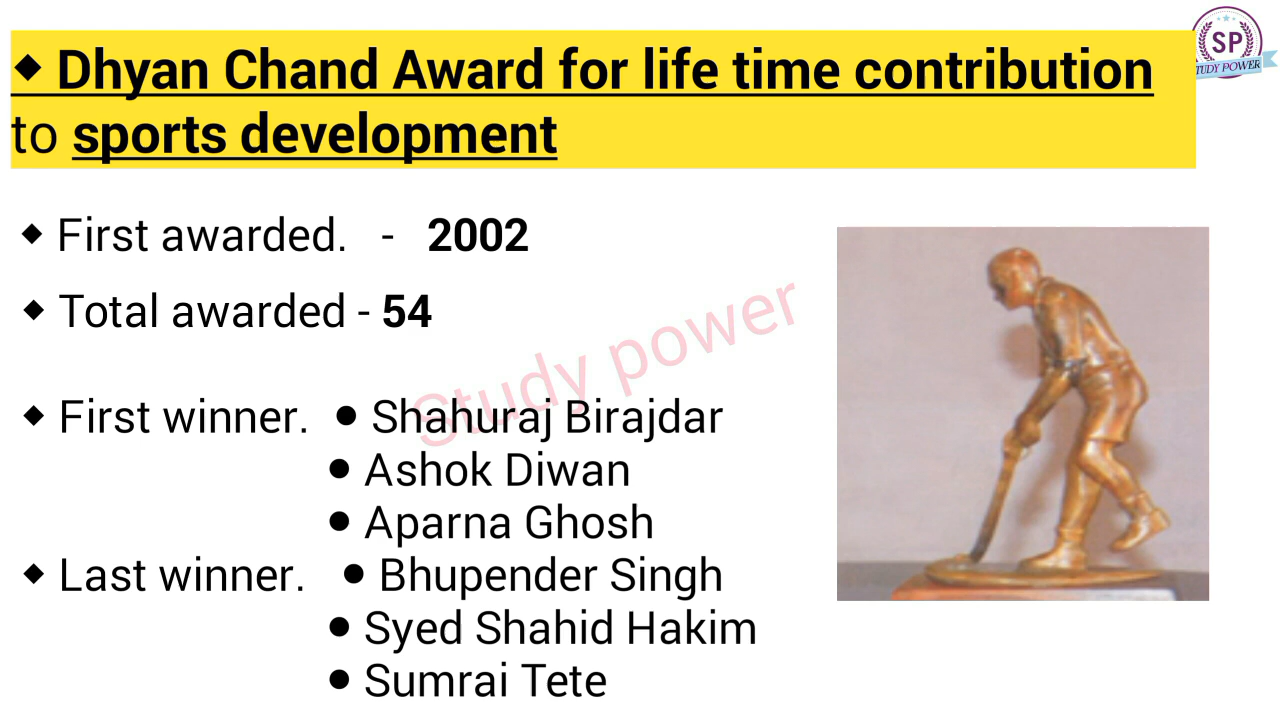 ◆ Dhyan Chand Award for life time contribution
to sports development
SP
TUDY POWER
◆ First awarded. - 2002
◆ Total awarded - 54
Study power
◆ First winner. ● Shahuraj Birajdar
● Ashok Diwan
● Aparna Ghosh
◆ Last winner. ● Bhupender Singh
● Syed Shahid Hakim
● Sumrai Tete